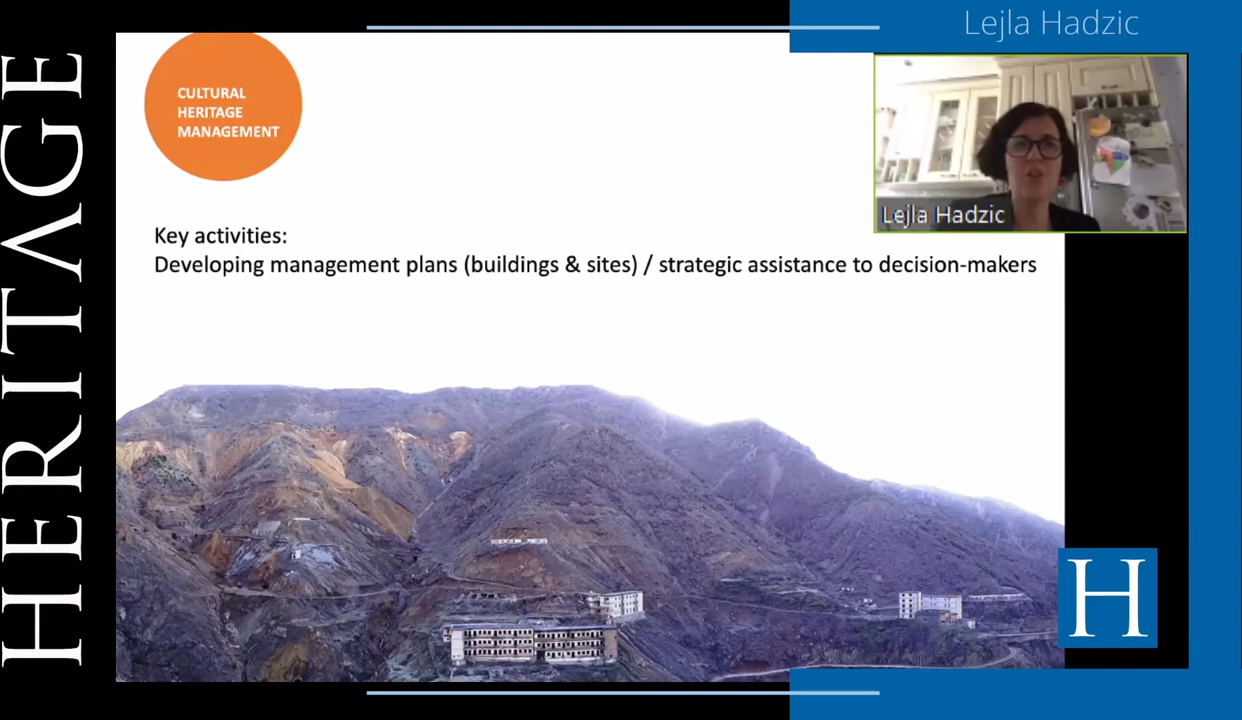 HERITAGE
Lejla Hadzic
CULTURAL
HERITAGE
MANAGEMENT
Lejla Hadzic
Key activities:
Developing management plans (buildings & sites) / strategic assistance to decision-makers
H